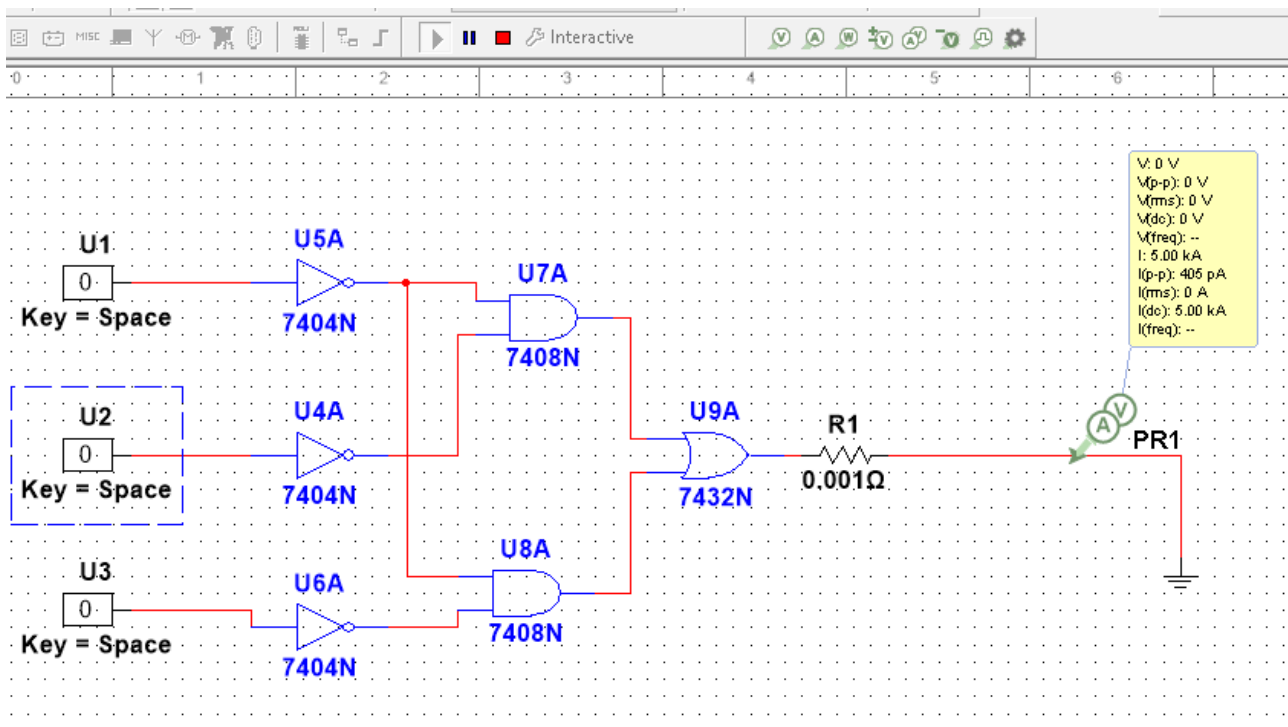 MISC
Interactive
0 1 2 3 4 5 6
V: 0 V
V(p-p): 0 V
V(rms): 0 V
V(dc): 0 V
V(freq): --
I: 5.00 kA
I(p-p): 405 pA
I(rms): 0 A
I(dc): 5.00 kA
I(freq): --
U1
0
Key = Space
U5A
7404N
U7A
7408N
U2
0
Key = Space
U4A
7404N
U9A
7432N
R1
0.001Ω
V
A
PR1
U3
0
Key = Space
U6A
7404N
U8A
7408N